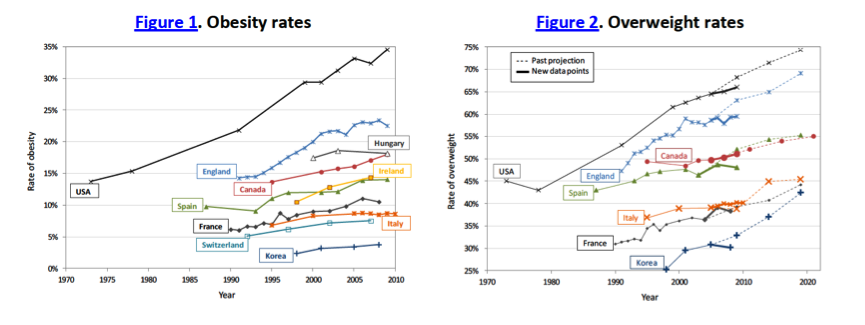 Figure 1. Obesity rates
35%
30%
25%
20%
15%
10%
5%
0%
Rate of obesity
USA
England
Hungary
Ireland
Canada
Spain
France
Italy
Switzerland
Korea
1970 1975 1980 1985 1990 1995 2000 2005 2010
Year
Figure 2. Overweight rates
75%
70%
65%
60%
55%
50%
45%
40%
35%
30%
25%
Rate of overweight
Past projection
New data points
USA
Canada
England
Spain
Italy
France
Korea
1970 1980 1990 2000 2010 2020
Year